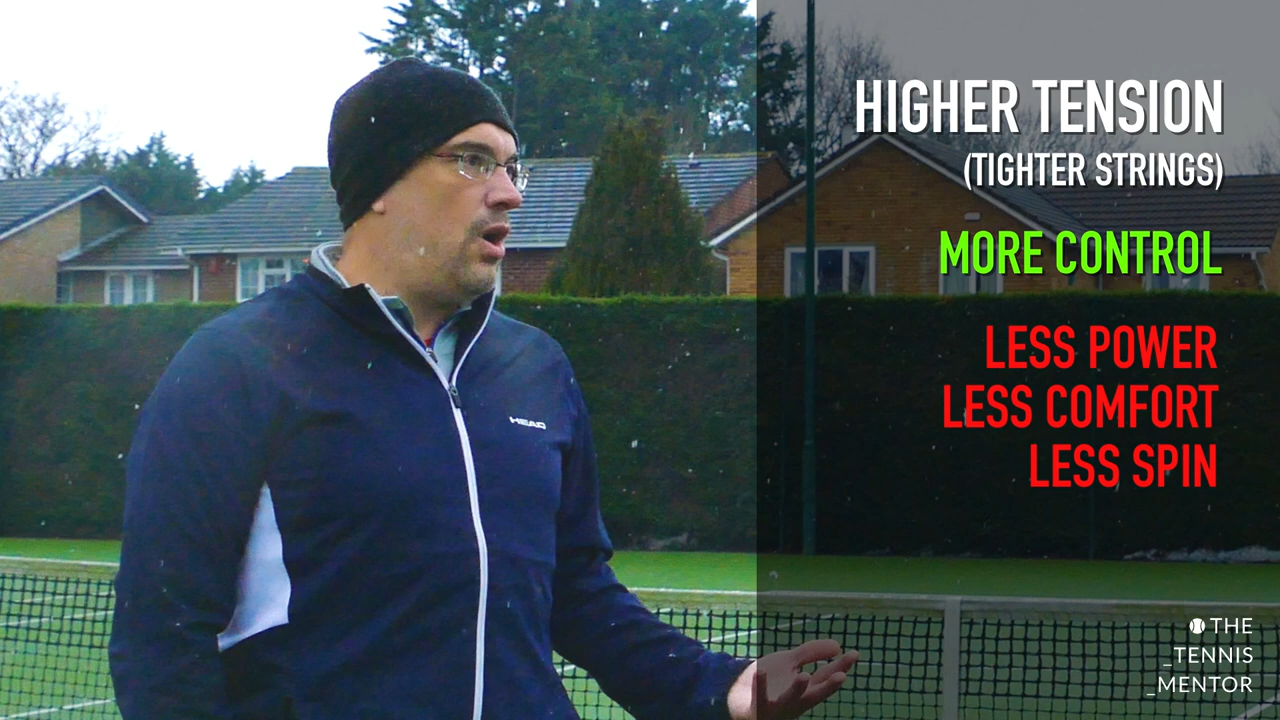 HIGHER TENSION
(TIGHTER STRINGS)
MORE CONTROL
LESS POWER
LESS COMFORT
LESS SPIN
HEAD
THE
_TENNIS
_MENTOR